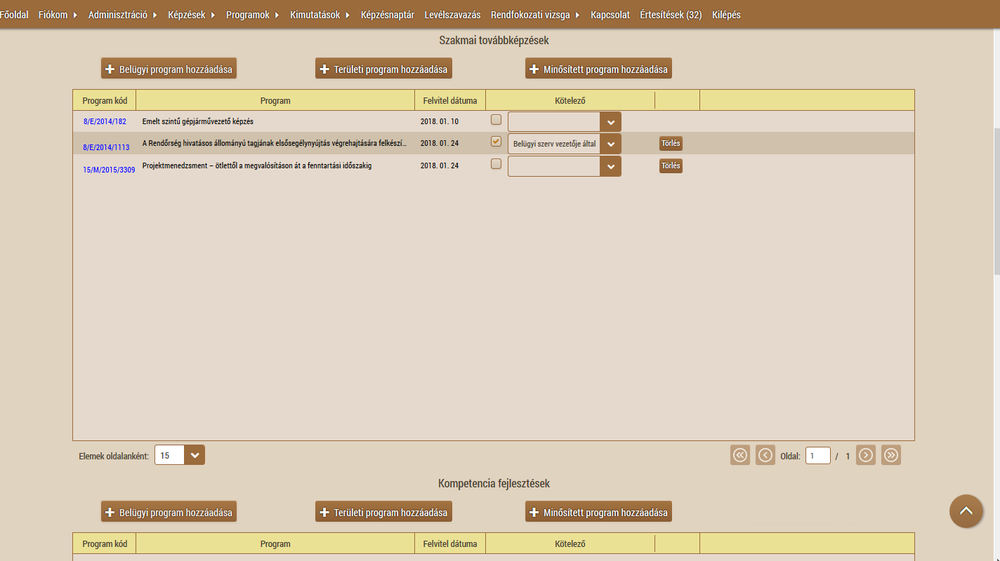 Főoldal Fiókom Adminisztráció Képzések Programok Kimutatások Képzésnaptár Levélszavazás Rendfokozati vizsga Kapcsolat Értesítések (32) Kilépés
Szakmai továbbképzések
Belügyi program hozzáadása Területi program hozzáadása Minősített program hozzáadása
Program kód Program Felvitel dátuma Kötelező
8/E/2014/182 Emelt szintű gépjárművezető képzés 2018. 01. 10
8/E/2014/1113 A Rendőrség hivatásos állományú tagjának elsősegélynyújtás végrehajtására felkészí... 2018. 01. 24 Belügyi szerv vezetője által Törlés
15/M/2015/3309 Projektmenedzsment – ötlettől a megvalósításon át a fenntartási időszakig 2018. 01. 24 Törlés
Elemek oldalanként: 15 Oldal: 1 / 1
Kompetencia fejlesztések
Belügyi program hozzáadása Területi program hozzáadása Minősített program hozzáadása
Program kód Program Felvitel dátuma Kötelező